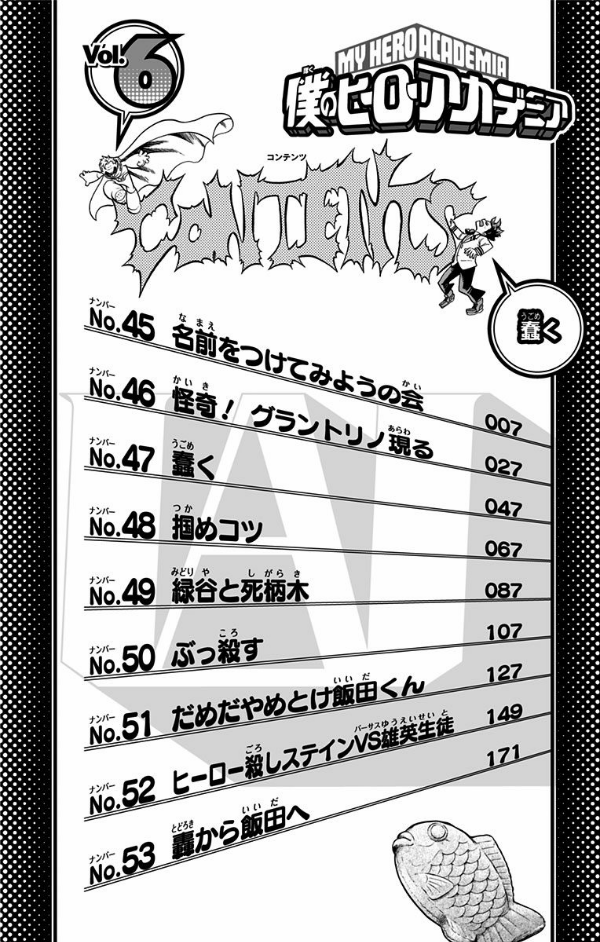 Vol.6
MY HERO ACADEMIA
僕のヒーローアカデミア
コンテンツ
CONTENTS
蠢く
No.45 名前をつけてみようの会 007
No.46 怪奇！グラントリノ現る 027
No.47 蠢く 047
No.48 掴めコツ 067
No.49 緑谷と死柄木 087
No.50 ぶっ殺す 107
No.51 だめだやめとけ飯田くん 127
No.52 ヒーロー殺しステインVS雄英生徒 149
No.53 轟から飯田へ 171